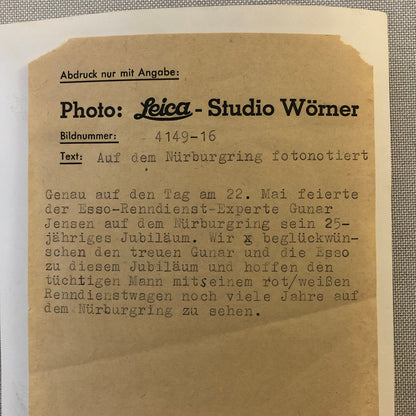 Abdruck nur mit Angabe:
Photo: Leica - Studio Wörner
Bildnummer: 4149-16
Text: Auf dem Nürburgring fotonotiert
Genau auf den Tag am 22. Mai feierte
der Esso-Renndienst-Experte Gunar
Jensen auf dem Nürburgring sein 25-
jähriges Jubiläum. Wir x beglückwün-
schen den treuen Gunar und die Esso
zu diesem Jubiläum und hoffen den
tüchtigen Mann mitseinem rot/weißen
Renndienstwagen noch viele Jahre auf
dem Nürburgring zu sehen.